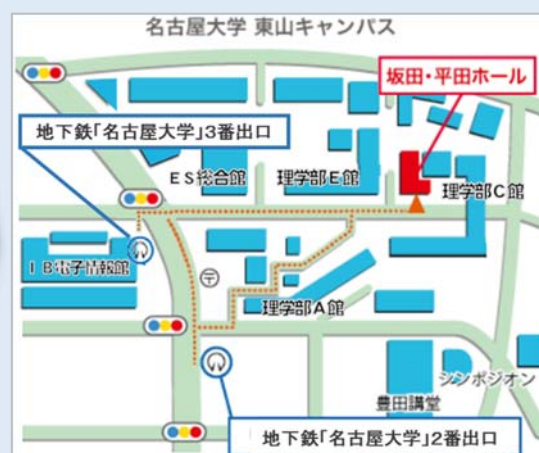 名古屋大学 東山キャンパス
坂田・平田ホール
地下鉄「名古屋大学」3番出口
ES総合館
理学部E館
理学部C館
IB電子情報館
〒
理学部A館
シンポジオン
豊田講堂
地下鉄「名古屋大学」2番出口